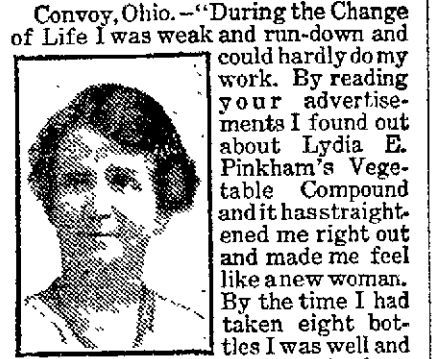 Convoy, Ohio.—"During the Change
of Life I was weak and run-down and
could hardly do my
work. By reading
your advertise-
ments I found out
about Lydia E.
Pinkham's Vege-
table Compound
and it has straight-
ened me right out
and made me feel
like a new woman.
By the time I had
taken eight bot-
tles I was well and